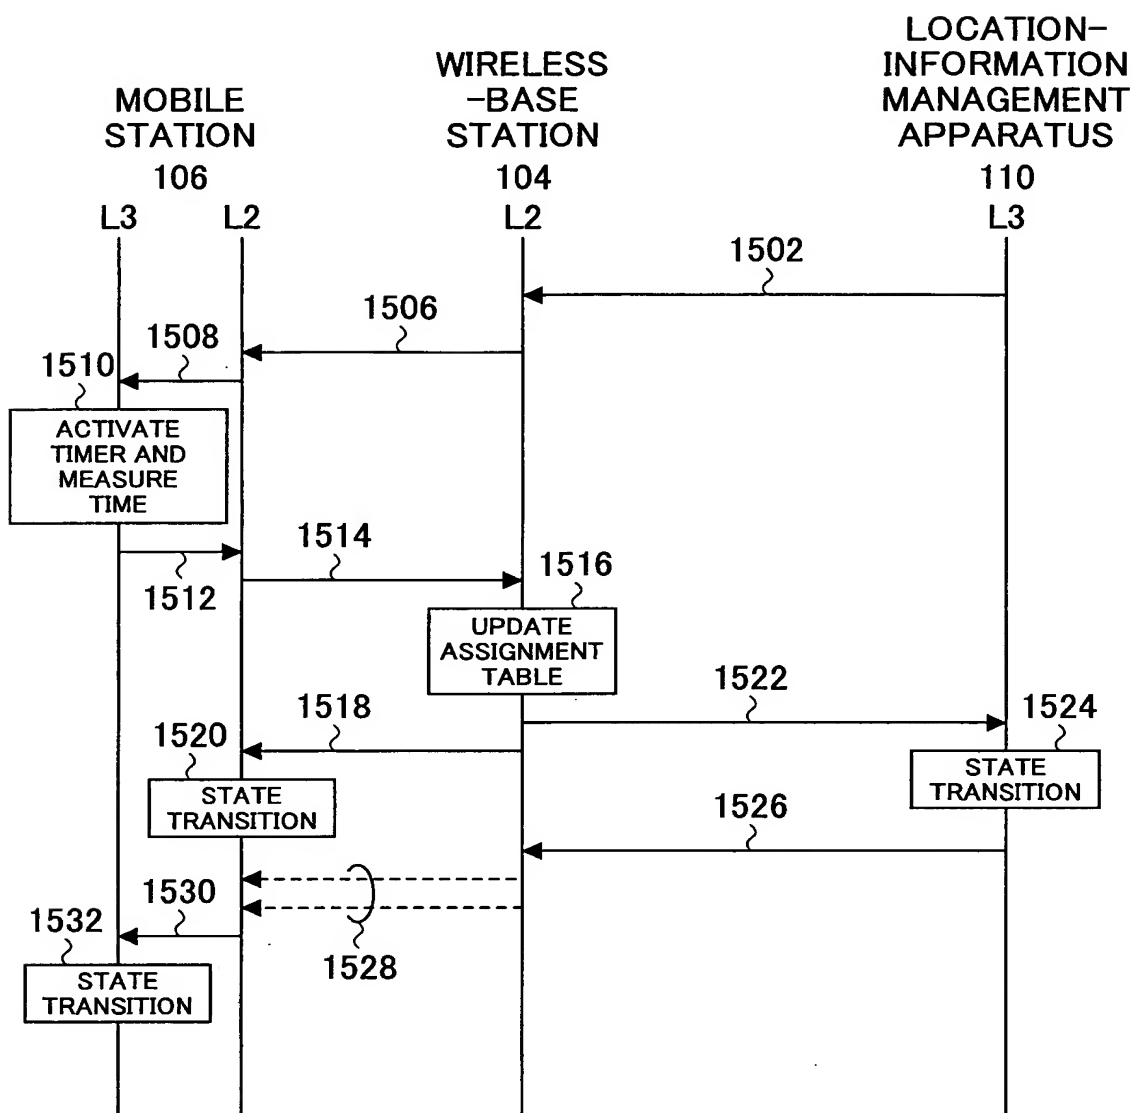 LOCATION-
INFORMATION
MANAGEMENT
APPARATUS
110
L3
WIRELESS
-BASE
STATION
104
L2
MOBILE
STATION
106
L3
L2
1502
1506
1508
1510
ACTIVATE
TIMER AND
MEASURE
TIME
1512
1514
1516
UPDATE
ASSIGNMENT
TABLE
1518
1520
STATE
TRANSITION
1522
1524
STATE
TRANSITION
1526
1528
1530
1532
STATE
TRANSITION